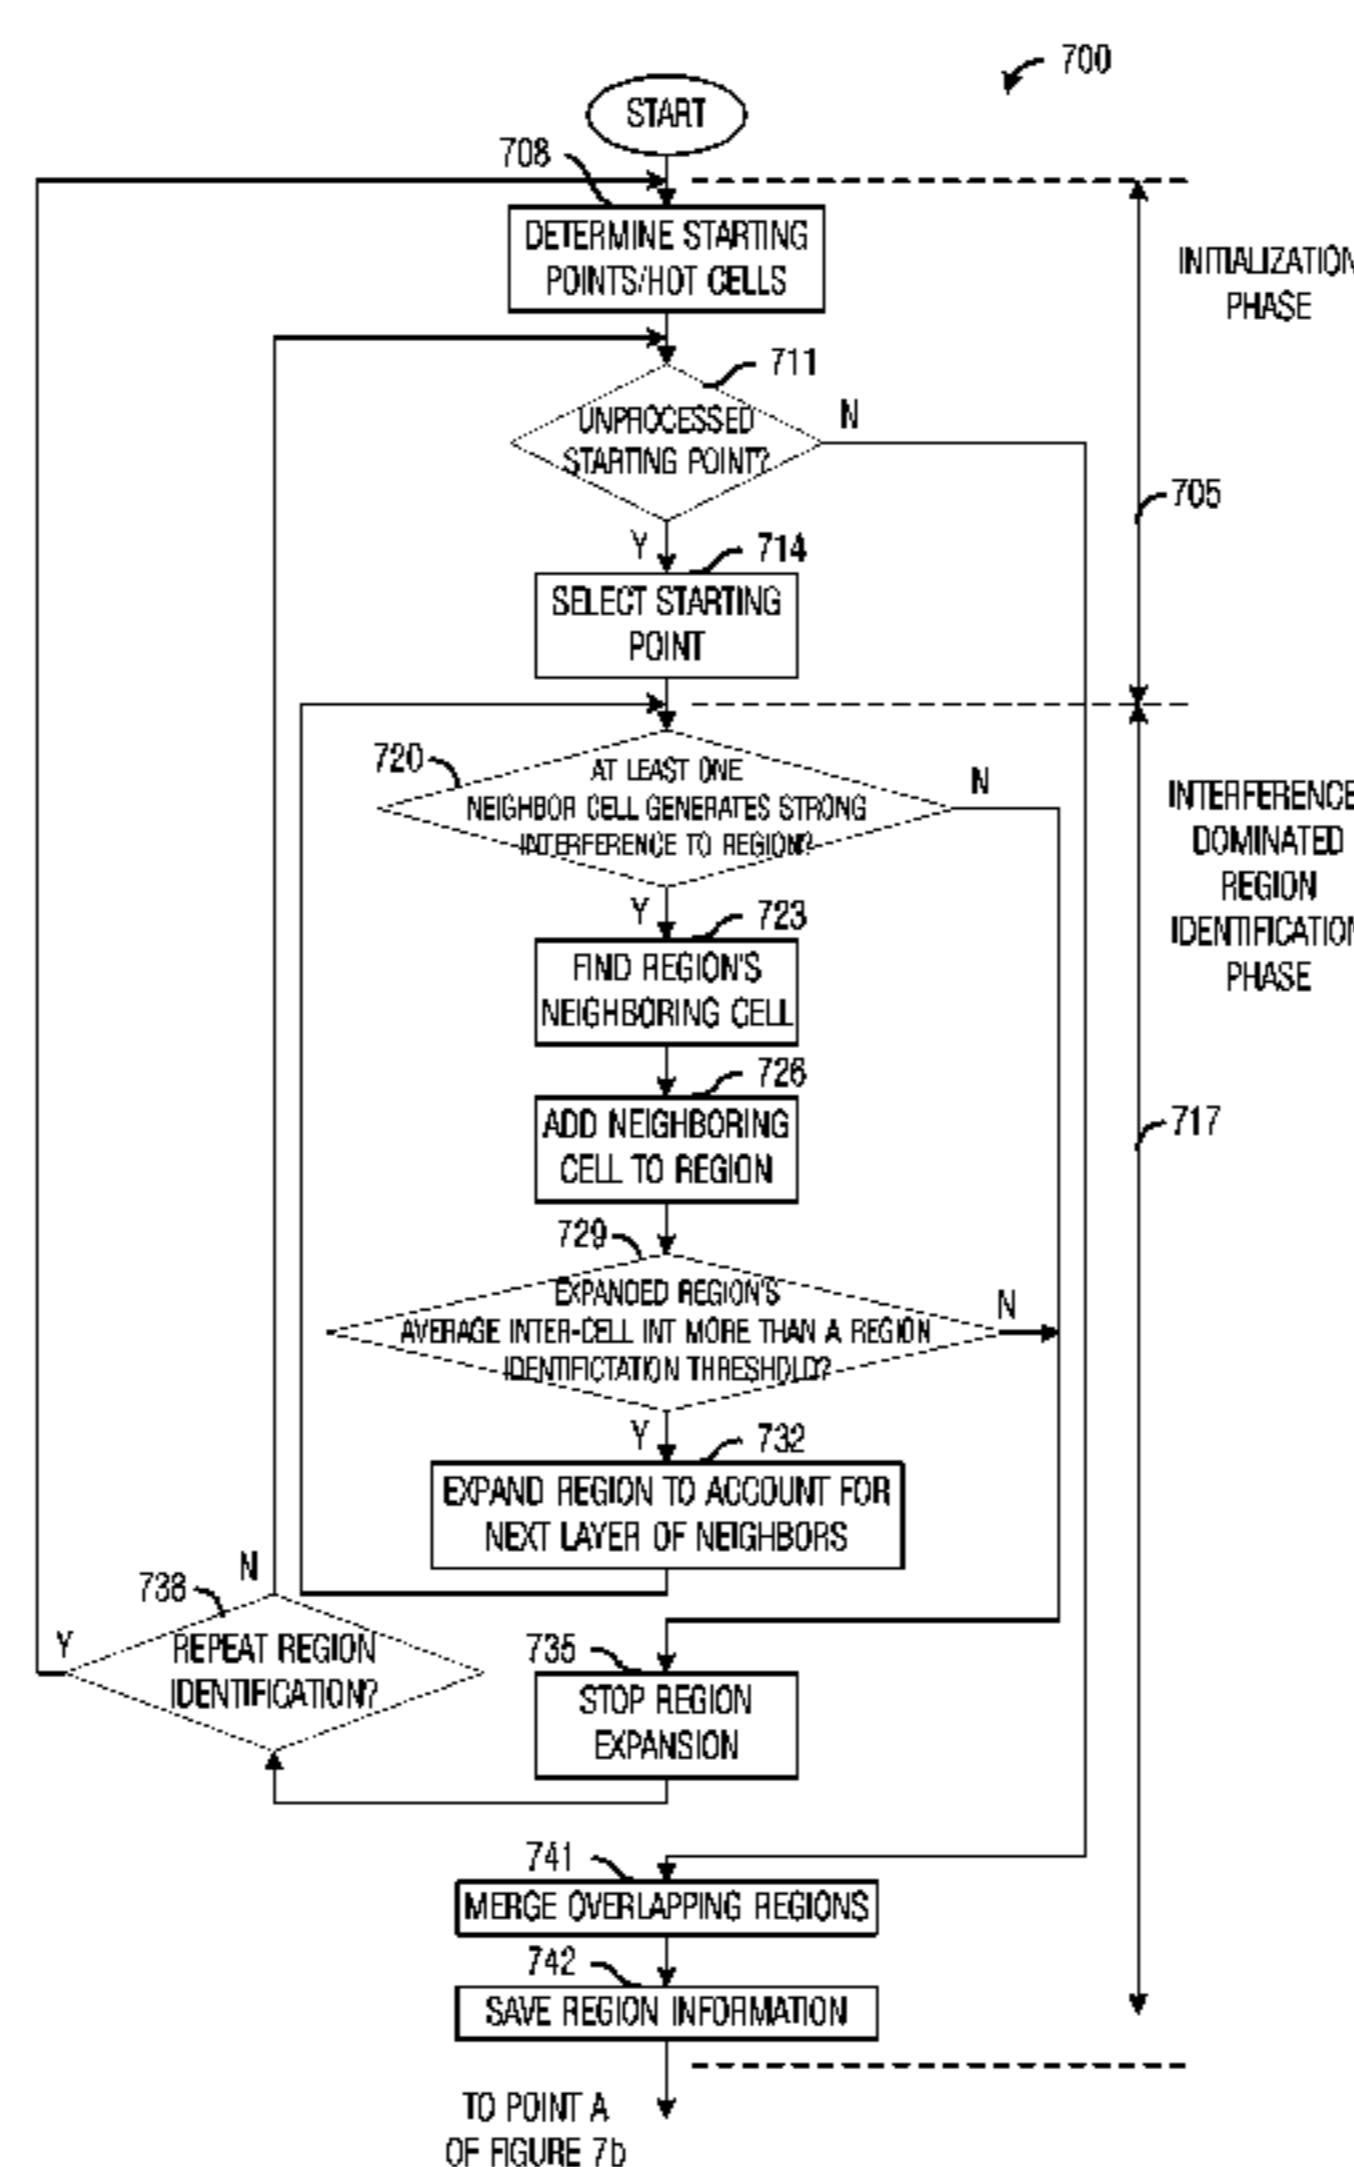 700
START
708
DETERMINE STARTING
POINTS/HOT CELLS
INITIALIZATION
PHASE
711
UNPROCESSED
STARTING POINT?
N
705
Y
714
SELECT STARTING
POINT
720
AT LEAST ONE
NEIGHBOR CELL GENERATES STRONG
INTERFERENCE TO REGION?
N
INTERFERENCE
DOMINATED
REGION
IDENTIFICATION
PHASE
Y
723
FIND REGION'S
NEIGHBORING CELL
726
ADD NEIGHBORING
CELL TO REGION
717
729
EXPANDED REGION'S
AVERAGE INTER-CELL INT MORE THAN A REGION
IDENTIFICTATION THRESHOLD?
N
Y
732
EXPAND REGION TO ACCOUNT FOR
NEXT LAYER OF NEIGHBORS
N
738
Y
REPEAT REGION
IDENTIFICATION?
735
STOP REGION
EXPANSION
741
MERGE OVERLAPPING REGIONS
742
SAVE REGION INFORMATION
TO POINT A
OF FIGURE 7b